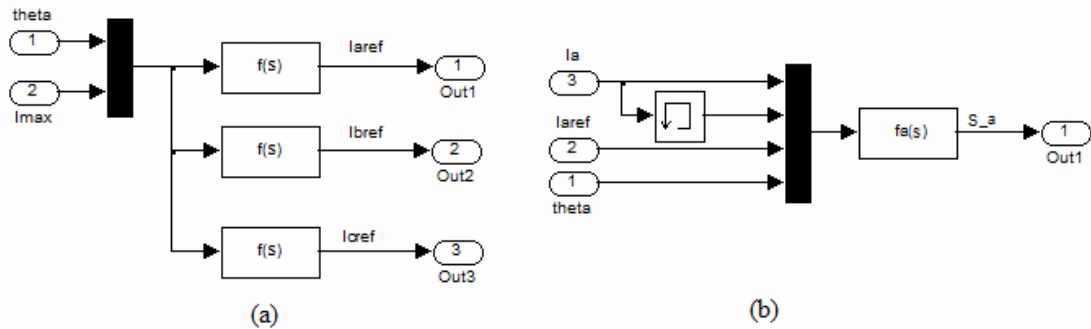 theta
1
2
Imax
f(s)
Iaref
1
Out1
f(s)
Ibref
2
Out2
f(s)
Icref
3
Out3
(a)
Ia
3
Iaref
2
1
theta
fa(s)
S_a
1
Out1
(b)